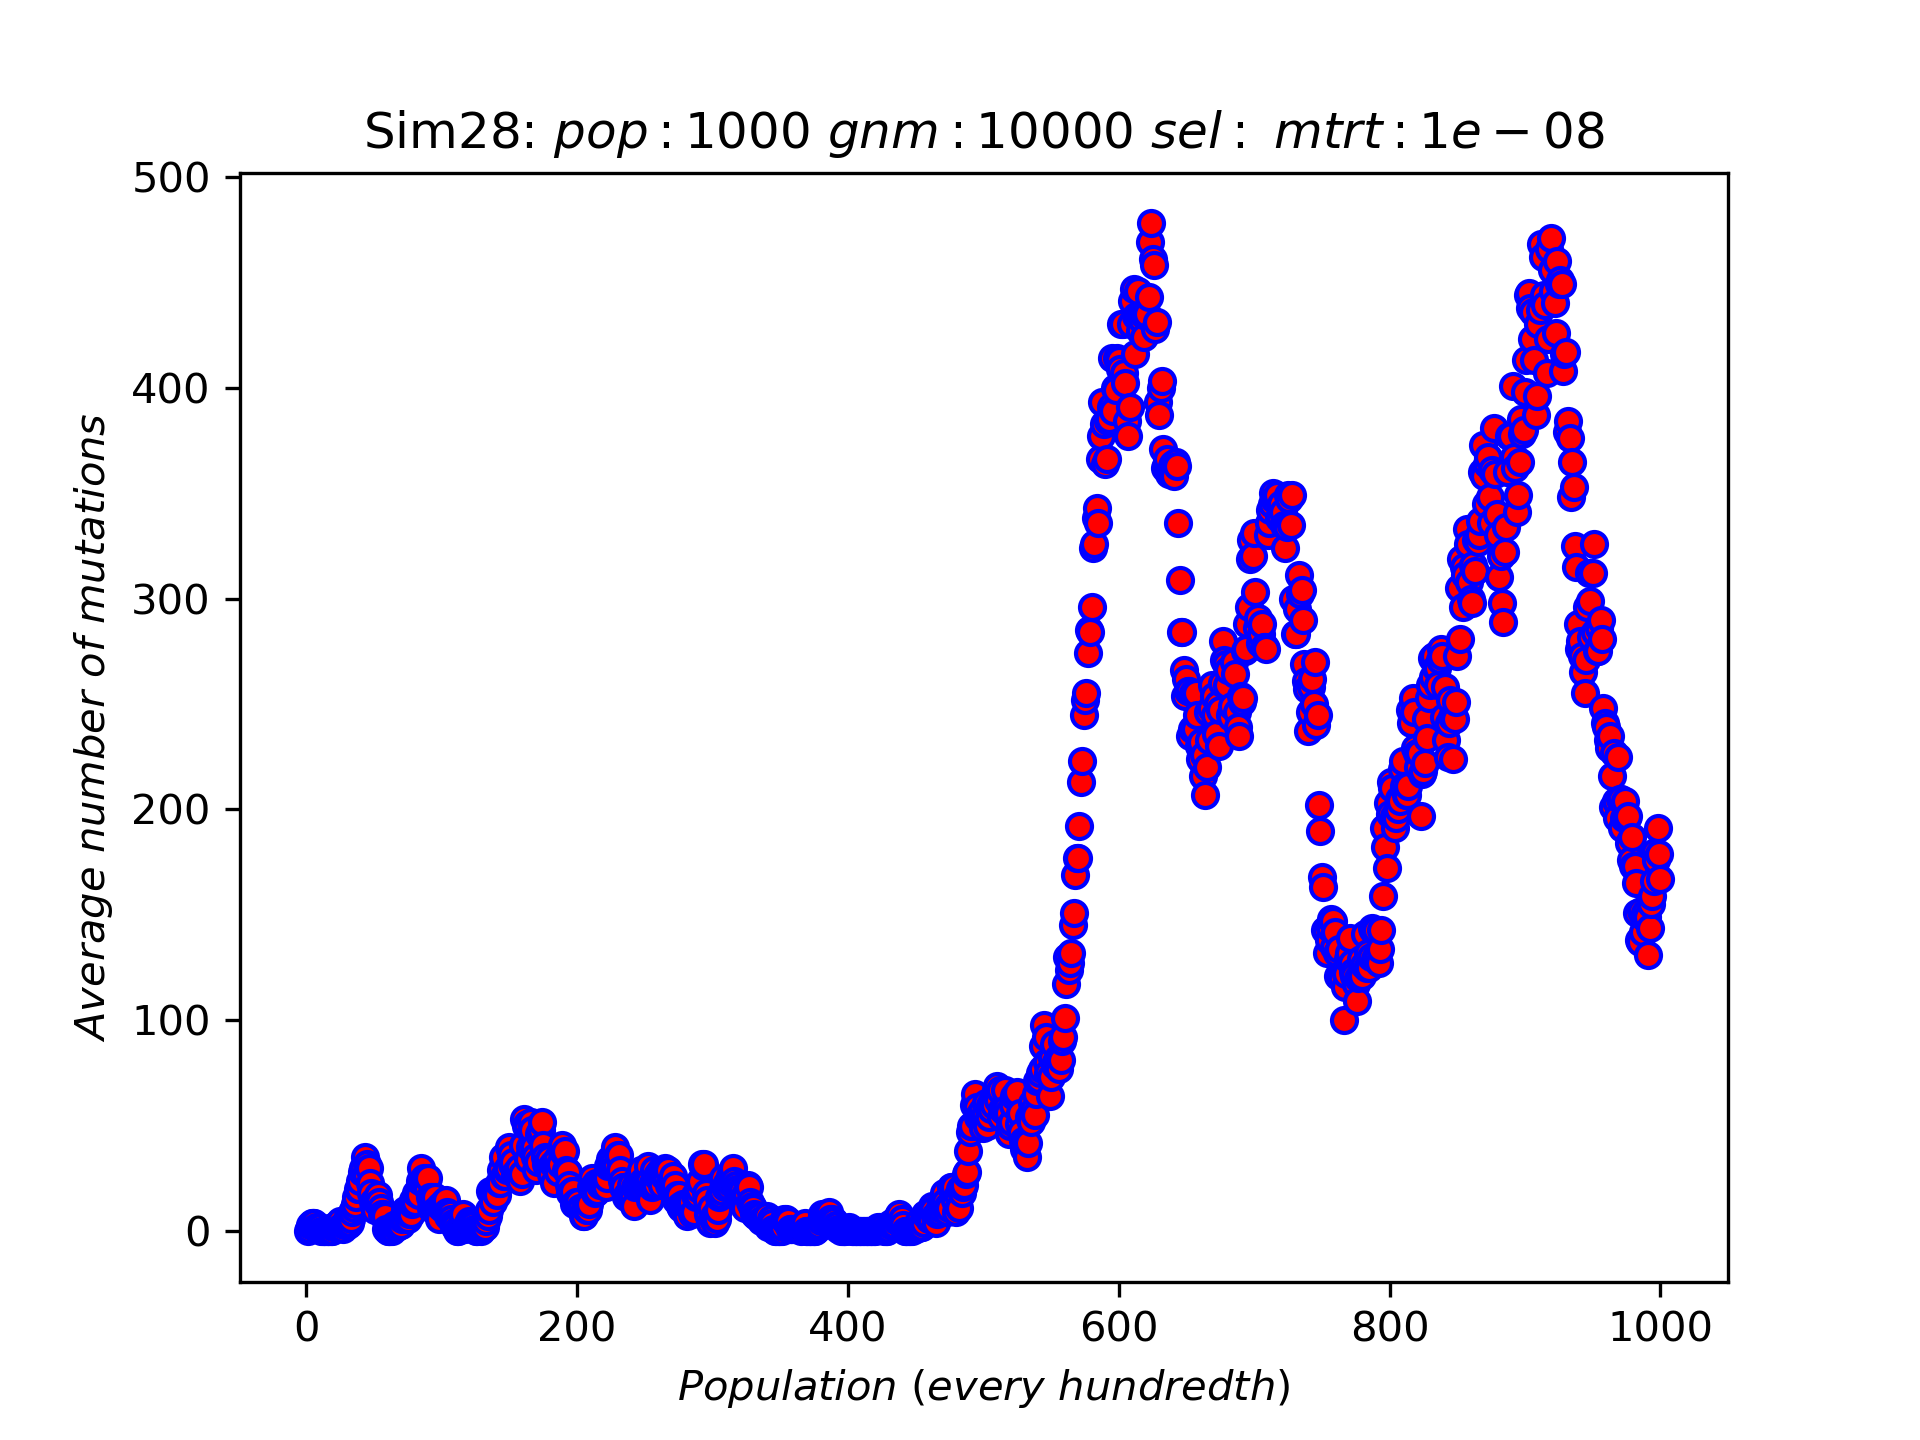 Sim28: pop : 1000 gnm : 10000 sel : mtrt : 1e − 08
500
400
300
200
100
0
Average number of mutations
0 200 400 600 800 1000
Population (every hundredth)